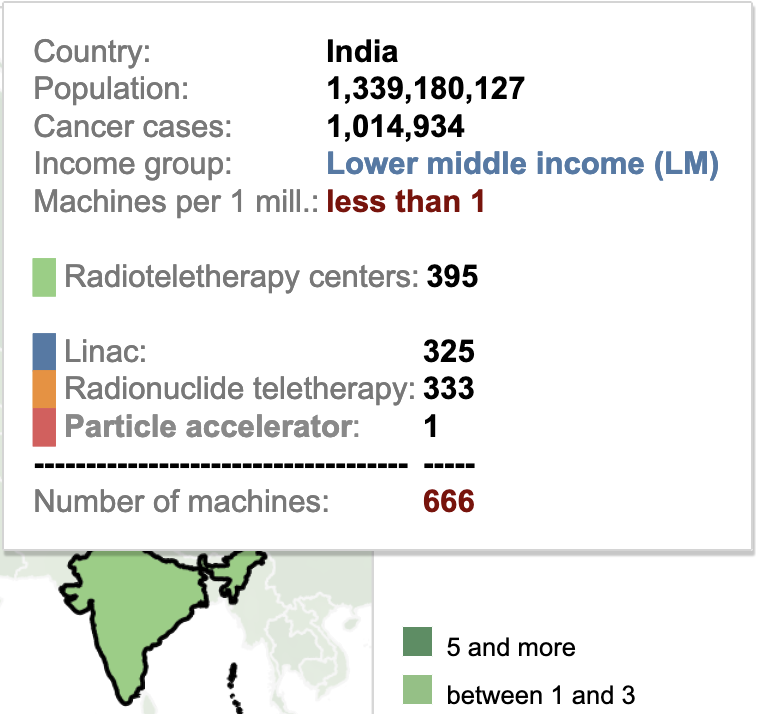 Country: India
Population: 1,339,180,127
Cancer cases: 1,014,934
Income group: Lower middle income (LM)
Machines per 1 mill.: less than 1
Radioteletherapy centers: 395
Linac: 325
Radionuclide teletherapy: 333
Particle accelerator: 1
------------------------------------ -----
Number of machines: 666
5 and more
between 1 and 3